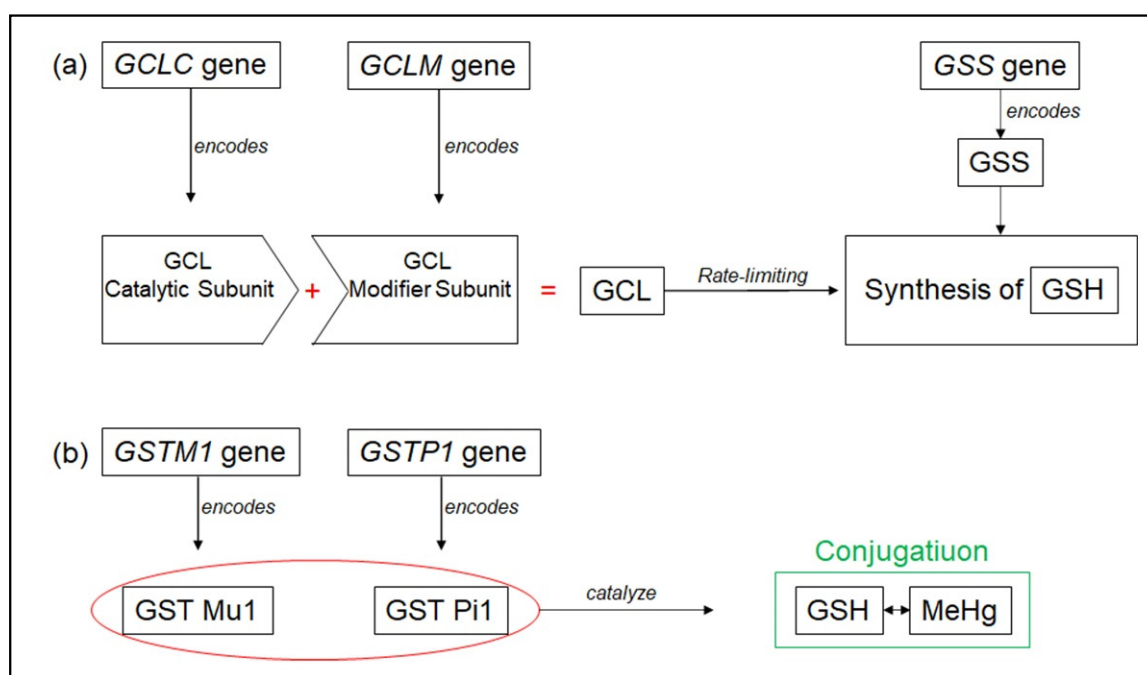 (a) GCLC gene GCLM gene GSS gene
encodes
GSS
encodes encodes
GCL GCL
Catalytic Subunit + Modifier Subunit = GCL Rate-limiting Synthesis of GSH
(b) GSTM1 gene GSTP1 gene
encodes encodes
Conjugatiuon
GST Mu1 GST Pi1 catalyze GSH MeHg